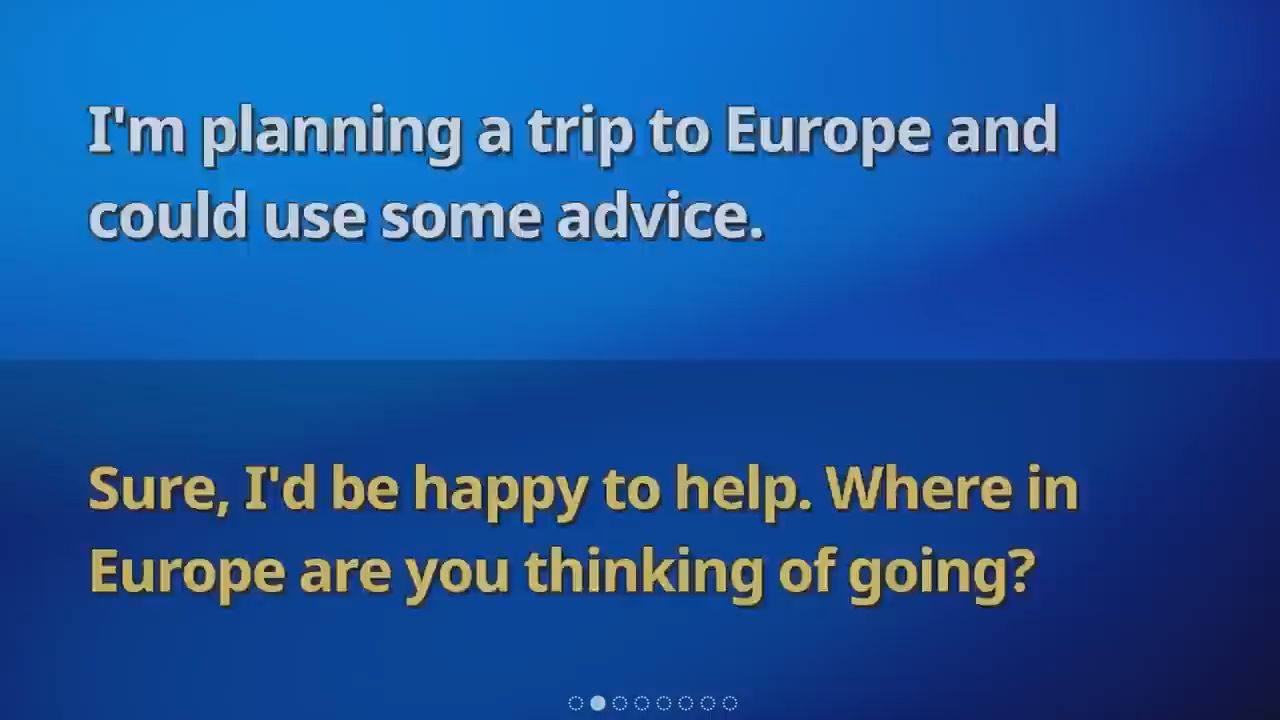 I'm planning a trip to Europe and
could use some advice.
Sure, I'd be happy to help. Where in
Europe are you thinking of going?